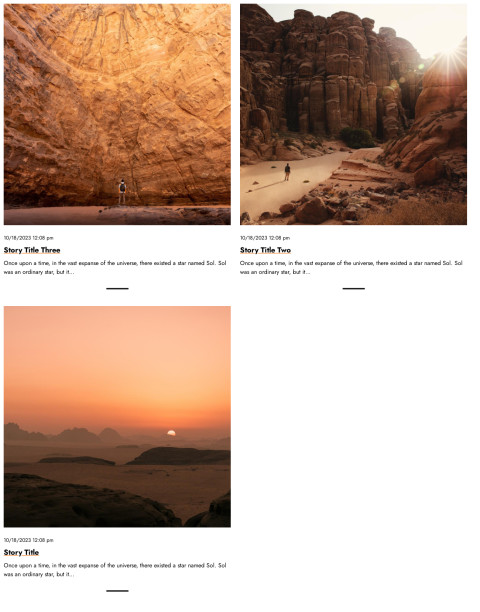 10/18/2023 12:08 pm
Story Title Three
Once upon a time, in the vast expanse of the universe, there existed a star named Sol. Sol
was an ordinary star, but it...
10/18/2023 12:08 pm
Story Title Two
Once upon a time, in the vast expanse of the universe, there existed a star named Sol. Sol
was an ordinary star, but it...
10/18/2023 12:08 pm
Story Title
Once upon a time, in the vast expanse of the universe, there existed a star named Sol. Sol
was an ordinary star, but it...